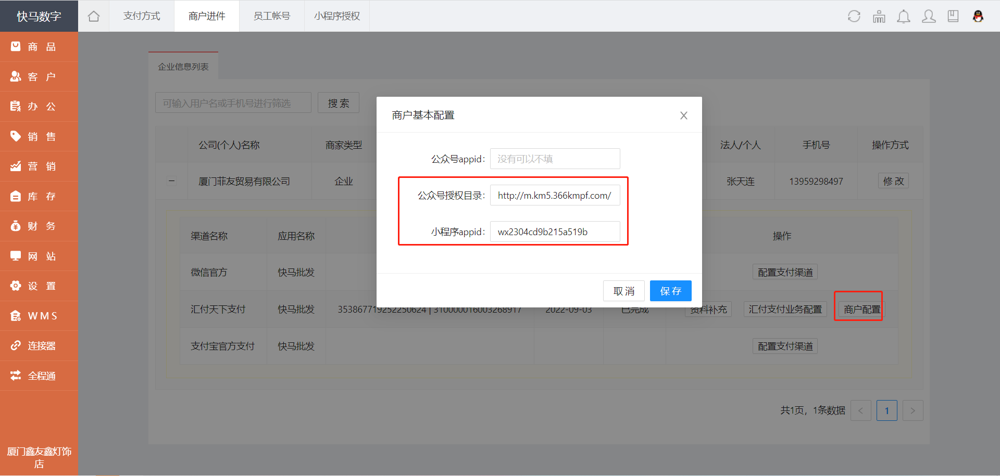 快马数字
支付方式
商户进件
员工帐号
小程序授权
商 品
客 户
办 公
销 售
营 销
库 存
财 务
网 站
设 置
WMS
连接器
全程通
厦门鑫友鑫灯饰
店
企业信息列表
可输入用户名或手机号进行筛选
搜 索
公司(个人)名称
商家类型
法人/个人
手机号
操作方式
厦门菲友贸易有限公司
企业
张天连
13959298497
修 改
渠道名称
应用名称
操作
微信官方
快马批发
配置支付渠道
汇付天下支付
快马批发
353867719252250624 | 310000016003268917
2022-09-03
已完成
资料补充
汇付支付业务配置
商户配置
支付宝官方支付
快马批发
配置支付渠道
共1页，1条数据
<
1
>
商户基本配置
公众号appid：
没有可以不填
公众号授权目录：
http://m.km5.366kmpf.com/
小程序appid：
wx2304cd9b215a519b
取 消
保 存